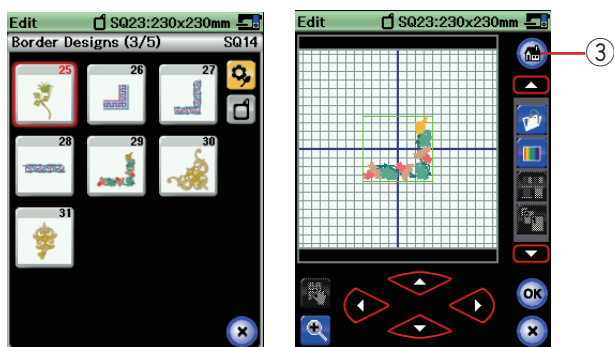 Edit SQ23:230x230mm
Border Designs (3/5) SQ14
25 26 27
28 29 30
31
Edit SQ23:230x230mm
OK
3